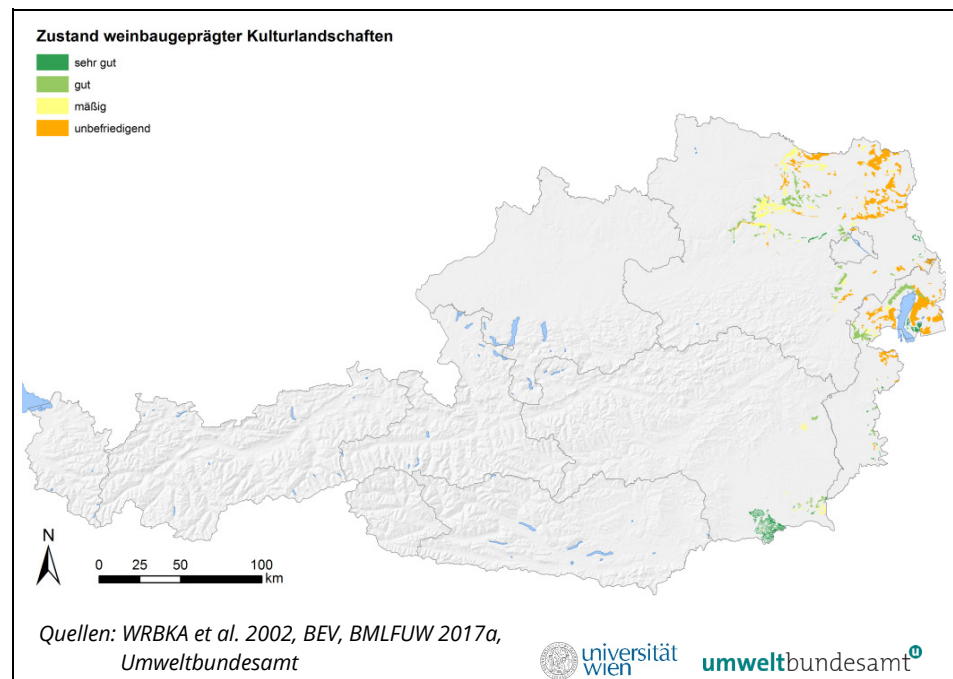 Zustand weinbaugeprägter Kulturlandschaften
sehr gut
gut
mäßig
unbefriedigend
N
0 25 50 100
km
Quellen: WRBKA et al. 2002, BEV, BMLFUW 2017a,
Umweltbundesamt
universität
wien
umweltbundesamt
u